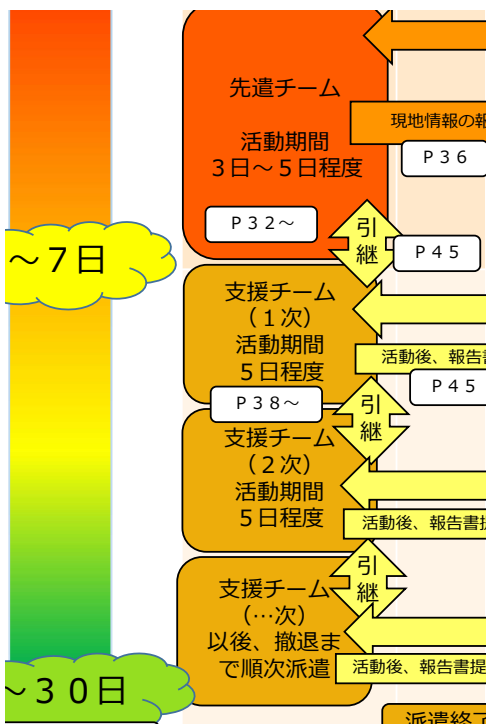 先遣チーム
活動期間
3日～5日程度
現地情報の報
P36
P32～
引
継
P45
～7日
支援チーム
（1次）
活動期間
5日程度
活動後、報告書
P45
P38～
引
継
支援チーム
（2次）
活動期間
5日程度
活動後、報告書提
引
継
支援チーム
（…次）
以後、撤退ま
で順次派遣
活動後、報告書提
～30日
派遣終了